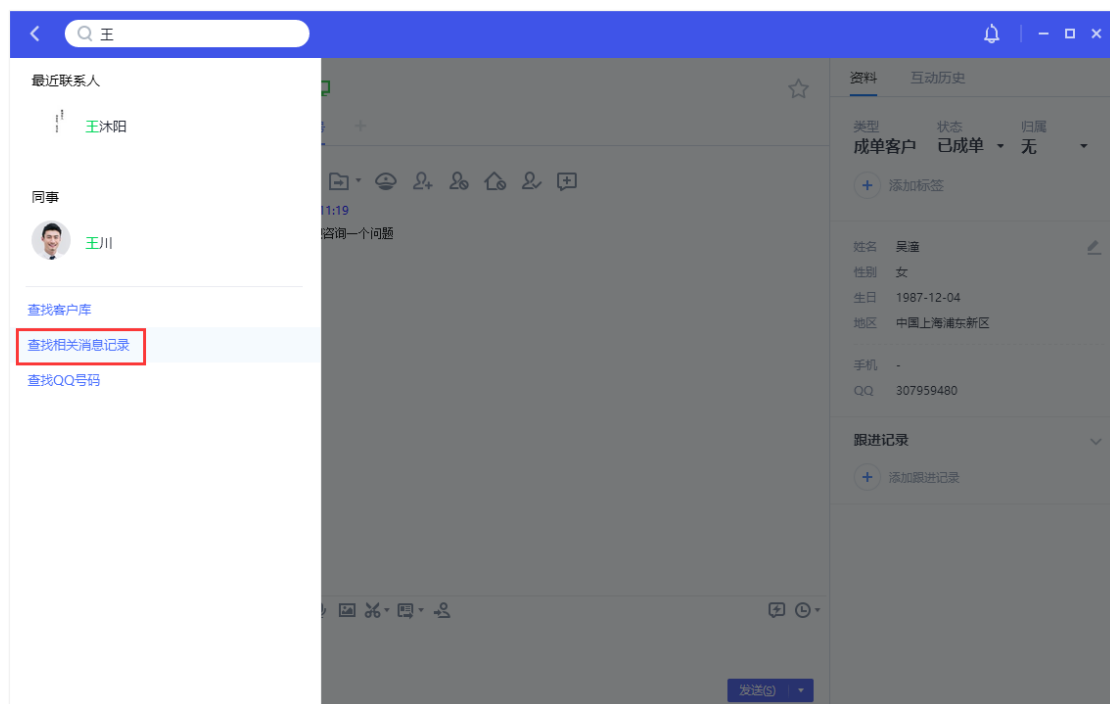 王
最近联系人
王沐阳
同事
王川
查找客户库
查找相关消息记录
查找QQ号码
11:19
咨询一个问题
发送(S)
资料 互动历史
类型 状态 归属
成单客户 已成单 无
添加标签
姓名 吴潼
性别 女
生日 1987-12-04
地区 中国上海浦东新区
手机 -
QQ 307959480
跟进记录
添加跟进记录